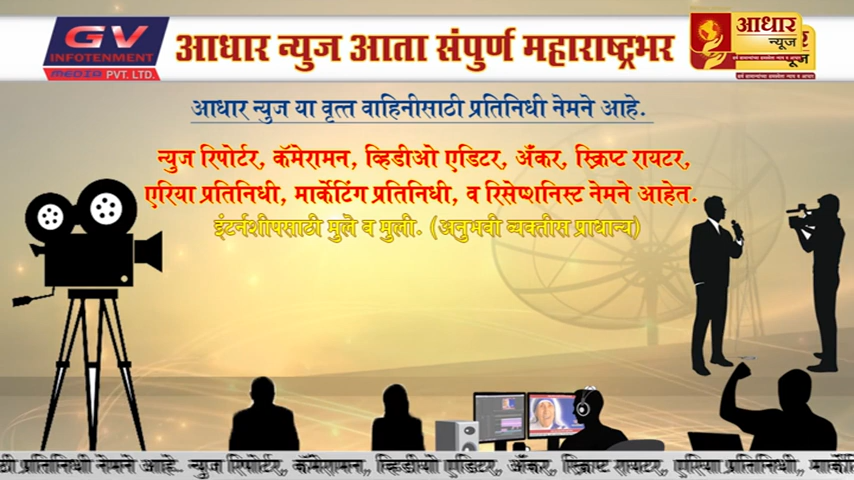 GV
INFOTENMENT
MEDIA PVT. LTD.
आधार न्युज आता संपुर्ण महाराष्ट्रभर
आधार
न्यूज
आधार न्युज या वृत्त वाहिनीसाठी प्रतिनिधी नेमने आहे.
न्युज रिपोर्टर, कॅमेरामन, व्हिडीओ एडिटर, अँकर, स्क्रिप्ट रायटर,
एरिया प्रतिनिधी, मार्केटिंग प्रतिनिधी, व रिसेप्शनिस्ट नेमने आहेत.
इंटर्नशीपसाठी मुले व मुली. (अनुभवी व्यक्तीस प्राधान्य)
ठी प्रतिनिधी नेमने आहे- न्युज रिपोर्टर, कॅमेरामन, व्हिडीओ एडिटर, अँकर, स्क्रिप्ट रायटर, एरिया प्रतिनिधी, मार्के